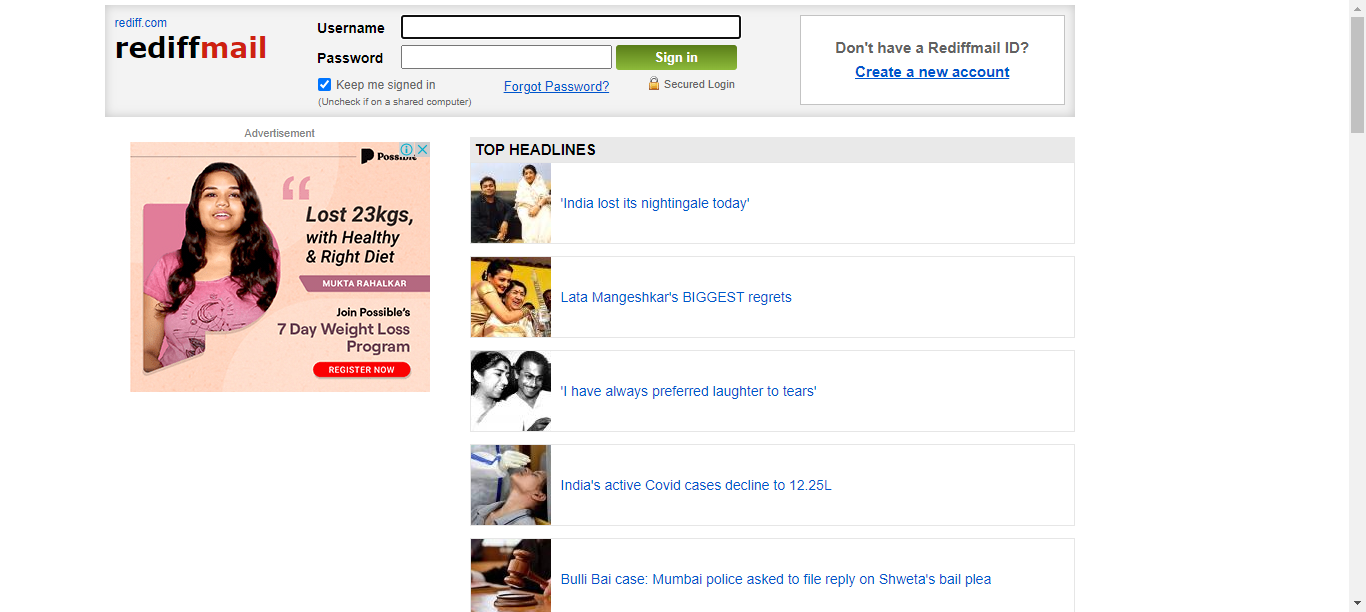 rediff.com
rediffmail
Username
Password
Sign in
Keep me signed in
(Uncheck if on a shared computer)
Forgot Password?
Secured Login
Don't have a Rediffmail ID?
Create a new account
Advertisement
Possible
Lost 23kgs,
with Healthy
& Right Diet
MUKTA RAHALKAR
Join Possible's
7 Day Weight Loss
Program
REGISTER NOW
TOP HEADLINES
'India lost its nightingale today'
Lata Mangeshkar's BIGGEST regrets
'I have always preferred laughter to tears'
India's active Covid cases decline to 12.25L
Bulli Bai case: Mumbai police asked to file reply on Shweta's bail plea